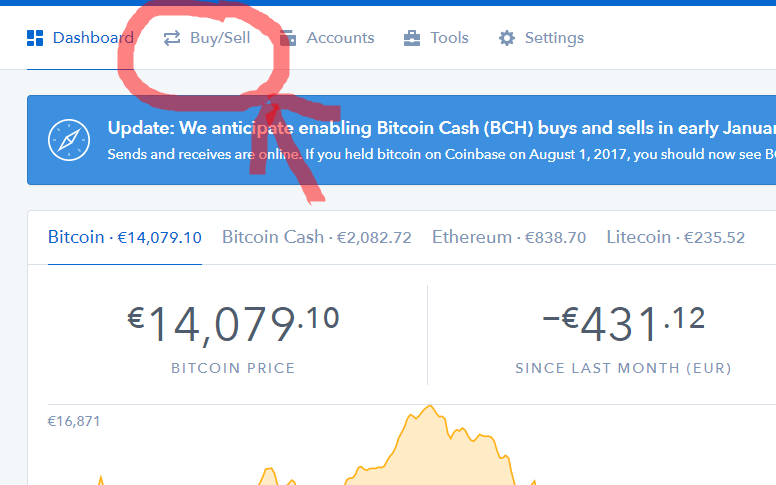 Dashboard Buy/Sell Accounts Tools Settings
Update: We anticipate enabling Bitcoin Cash (BCH) buys and sells in early
Sends and receives are online. If you held bitcoin on Coinbase on August 1, 2017, you should now see
Bitcoin · €14,079.10 Bitcoin Cash · €2,082.72 Ethereum · €838.70 Litecoin · €235.52
€14,079.10 −€431.12
BITCOIN PRICE SINCE LAST MONTH (EUR)
€16,871